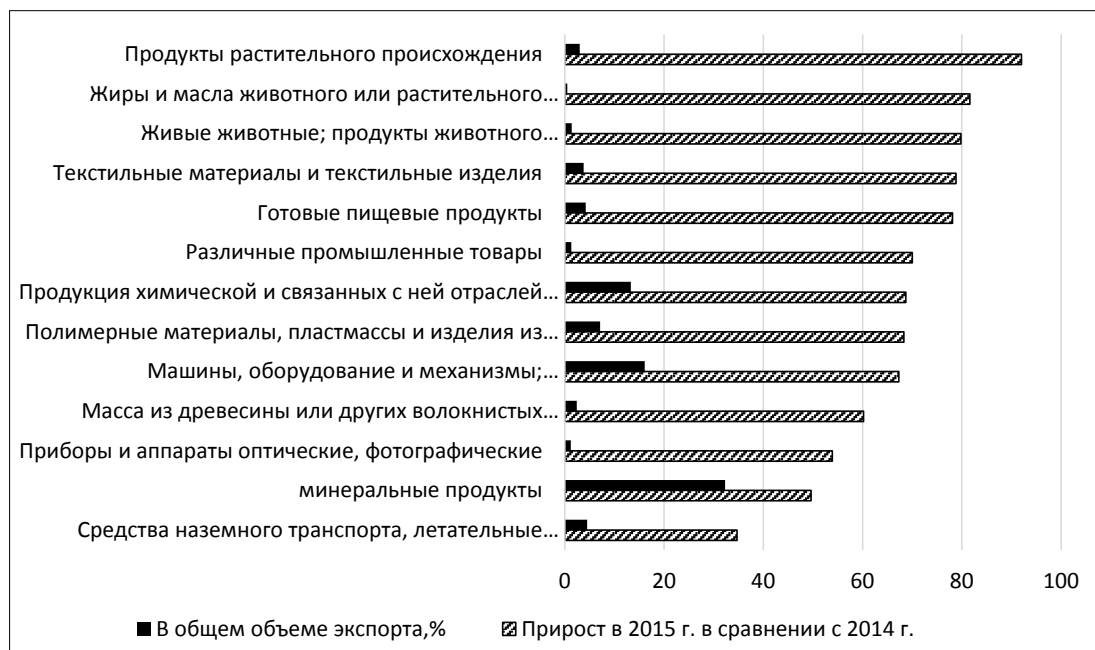 Продукты растительного происхождения
Жиры и масла животного или растительного...
Живые животные; продукты животного...
Текстильные материалы и текстильные изделия
Готовые пищевые продукты
Различные промышленные товары
Продукция химической и связанных с ней отраслей...
Полимерные материалы, пластмассы и изделия из...
Машины, оборудование и механизмы;...
Масса из древесины или других волокнистых...
Приборы и аппараты оптические, фотографические
минеральные продукты
Средства наземного транспорта, летательные...
0 20 40 60 80 100
В общем объеме экспорта,% Прирост в 2015 г. в сравнении с 2014 г.